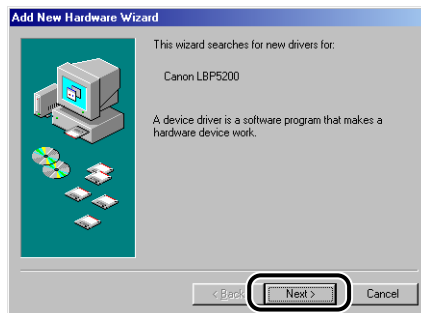 Add New Hardware Wizard
This wizard searches for new drivers for:
Canon LBP5200
A device driver is a software program that makes a
hardware device work.
< Back
Next >
Cancel